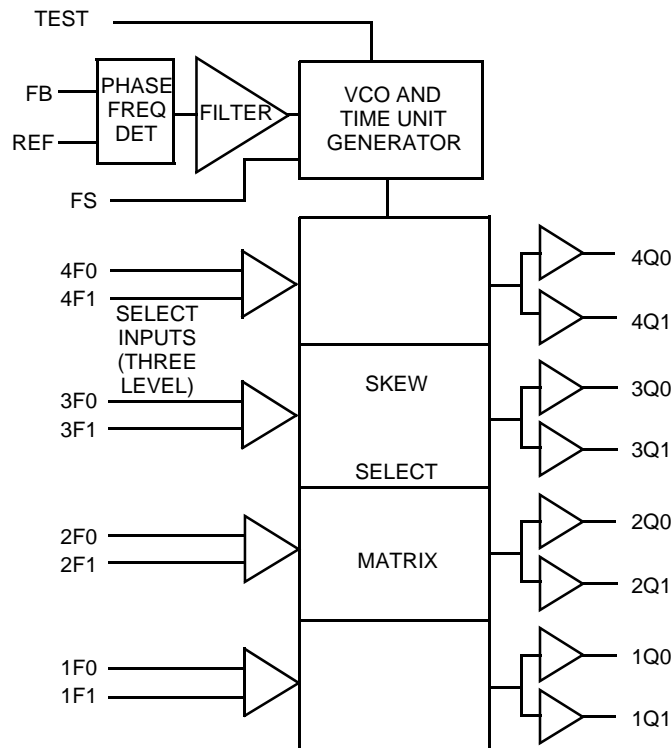 TEST
FB
REF
PHASE
FREQ
DET
FILTER
VCO AND
TIME UNIT
GENERATOR
FS
4F0
4F1
SELECT
INPUTS
(THREE
LEVEL)
3F0
3F1
2F0
2F1
1F0
1F1
SKEW
SELECT
MATRIX
4Q0
4Q1
3Q0
3Q1
2Q0
2Q1
1Q0
1Q1